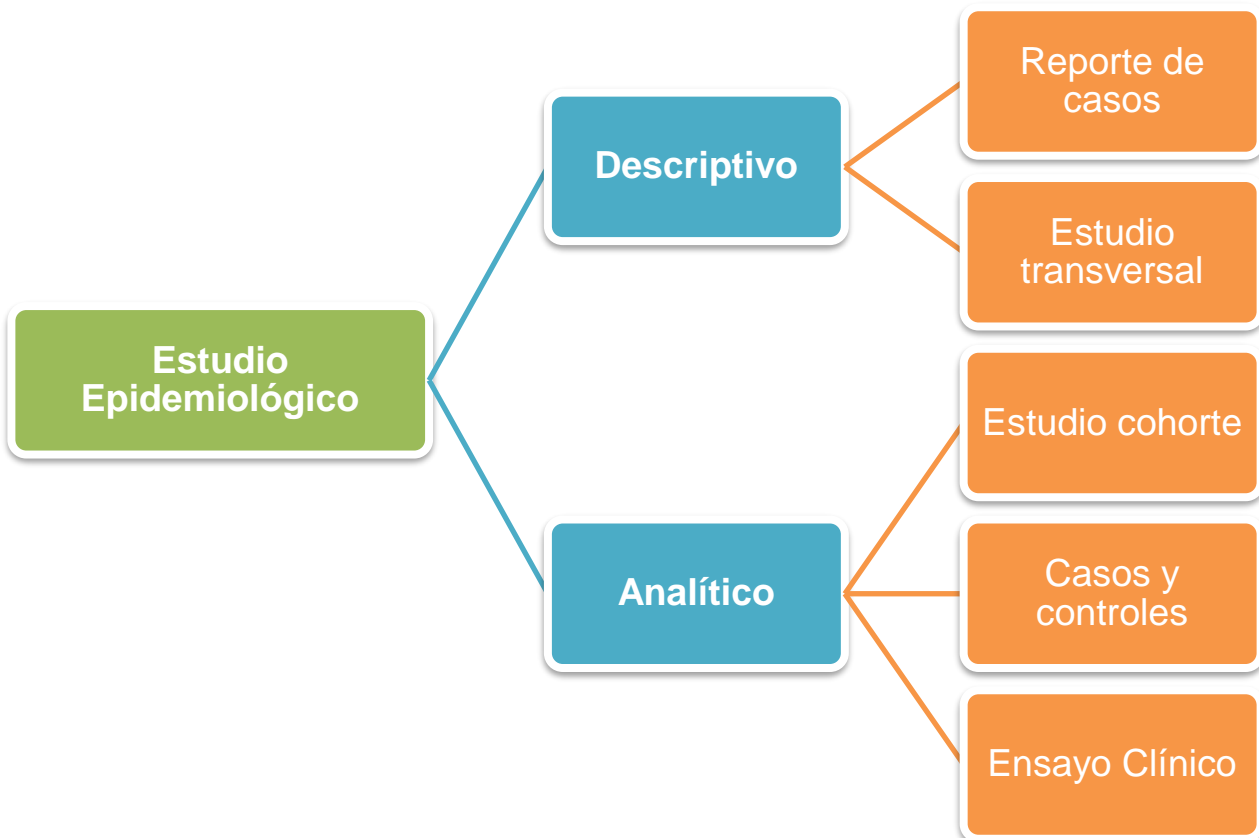 Reporte de
casos
Descriptivo
Estudio
transversal
Estudio
Epidemiológico
Estudio cohorte
Analítico
Casos y
controles
Ensayo Clínico